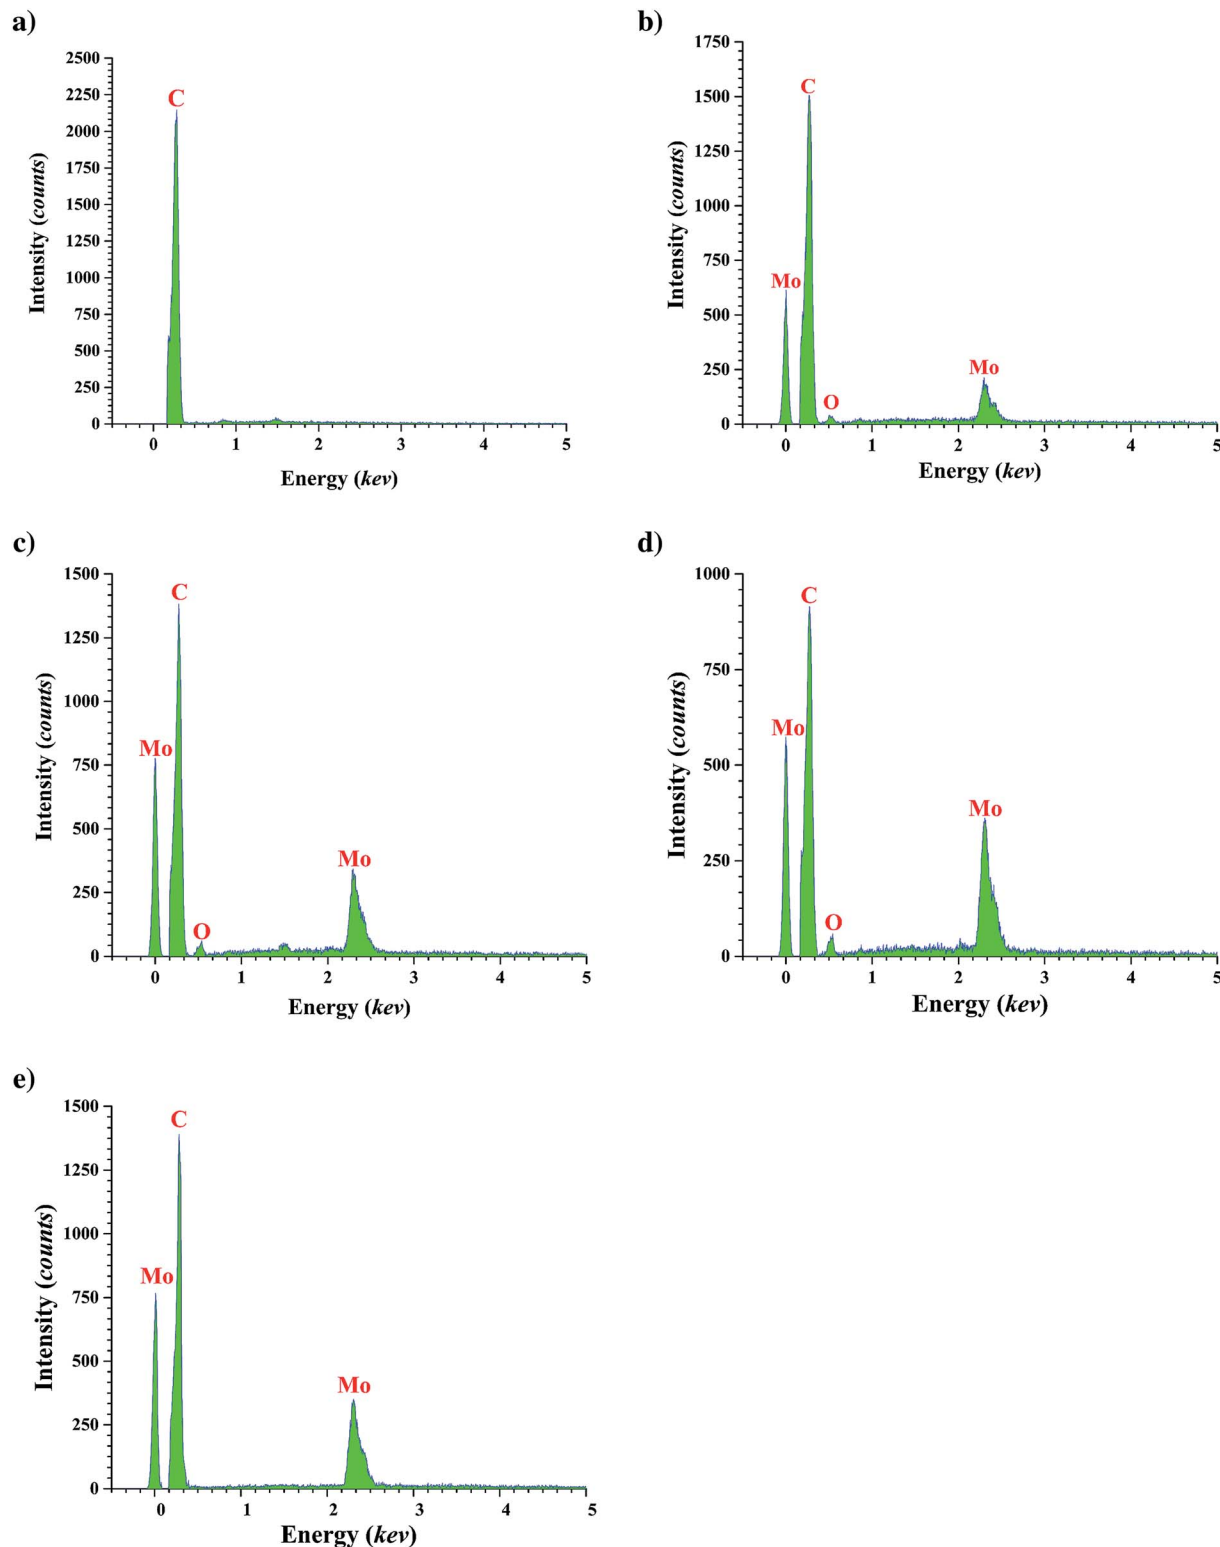 a)
2500
2250
2000
1750
1500
1250
1000
750
500
250
0
Intensity (counts)
C
0 1 2 3 4 5
Energy (kev)
b)
1750
1500
1250
1000
750
500
250
0
Intensity (counts)
Mo
C
O
Mo
0 1 2 3 4 5
Energy (kev)
c)
1500
1250
1000
750
500
250
0
Intensity (counts)
Mo
C
O
Mo
0 1 2 3 4 5
Energy (kev)
d)
1000
750
500
250
0
Intensity (counts)
Mo
C
O
Mo
0 1 2 3 4 5
Energy (kev)
e)
1500
1250
1000
750
500
250
0
Intensity (counts)
Mo
C
Mo
0 1 2 3 4 5
Energy (kev)